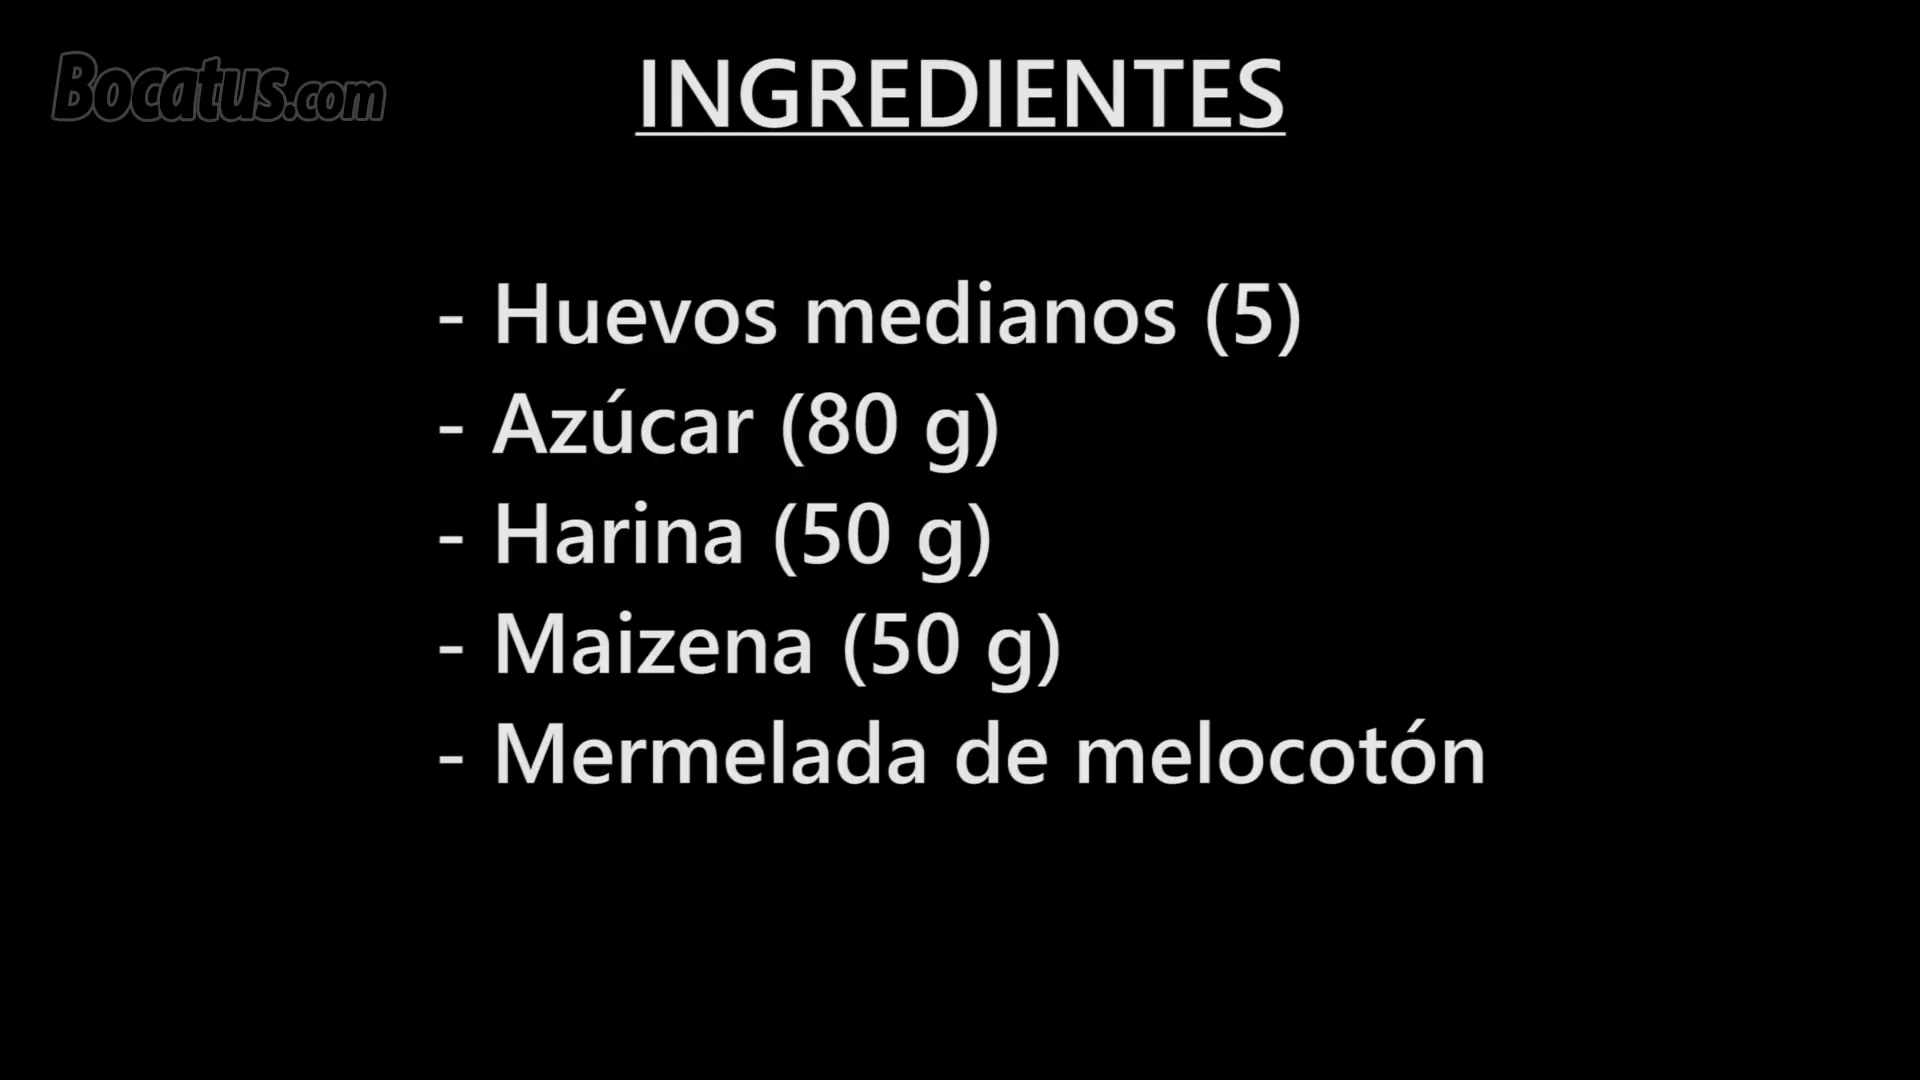 Bocatus.com
INGREDIENTES
- Huevos medianos (5)
- Azúcar (80 g)
- Harina (50 g)
- Maizena (50 g)
- Mermelada de melocotón